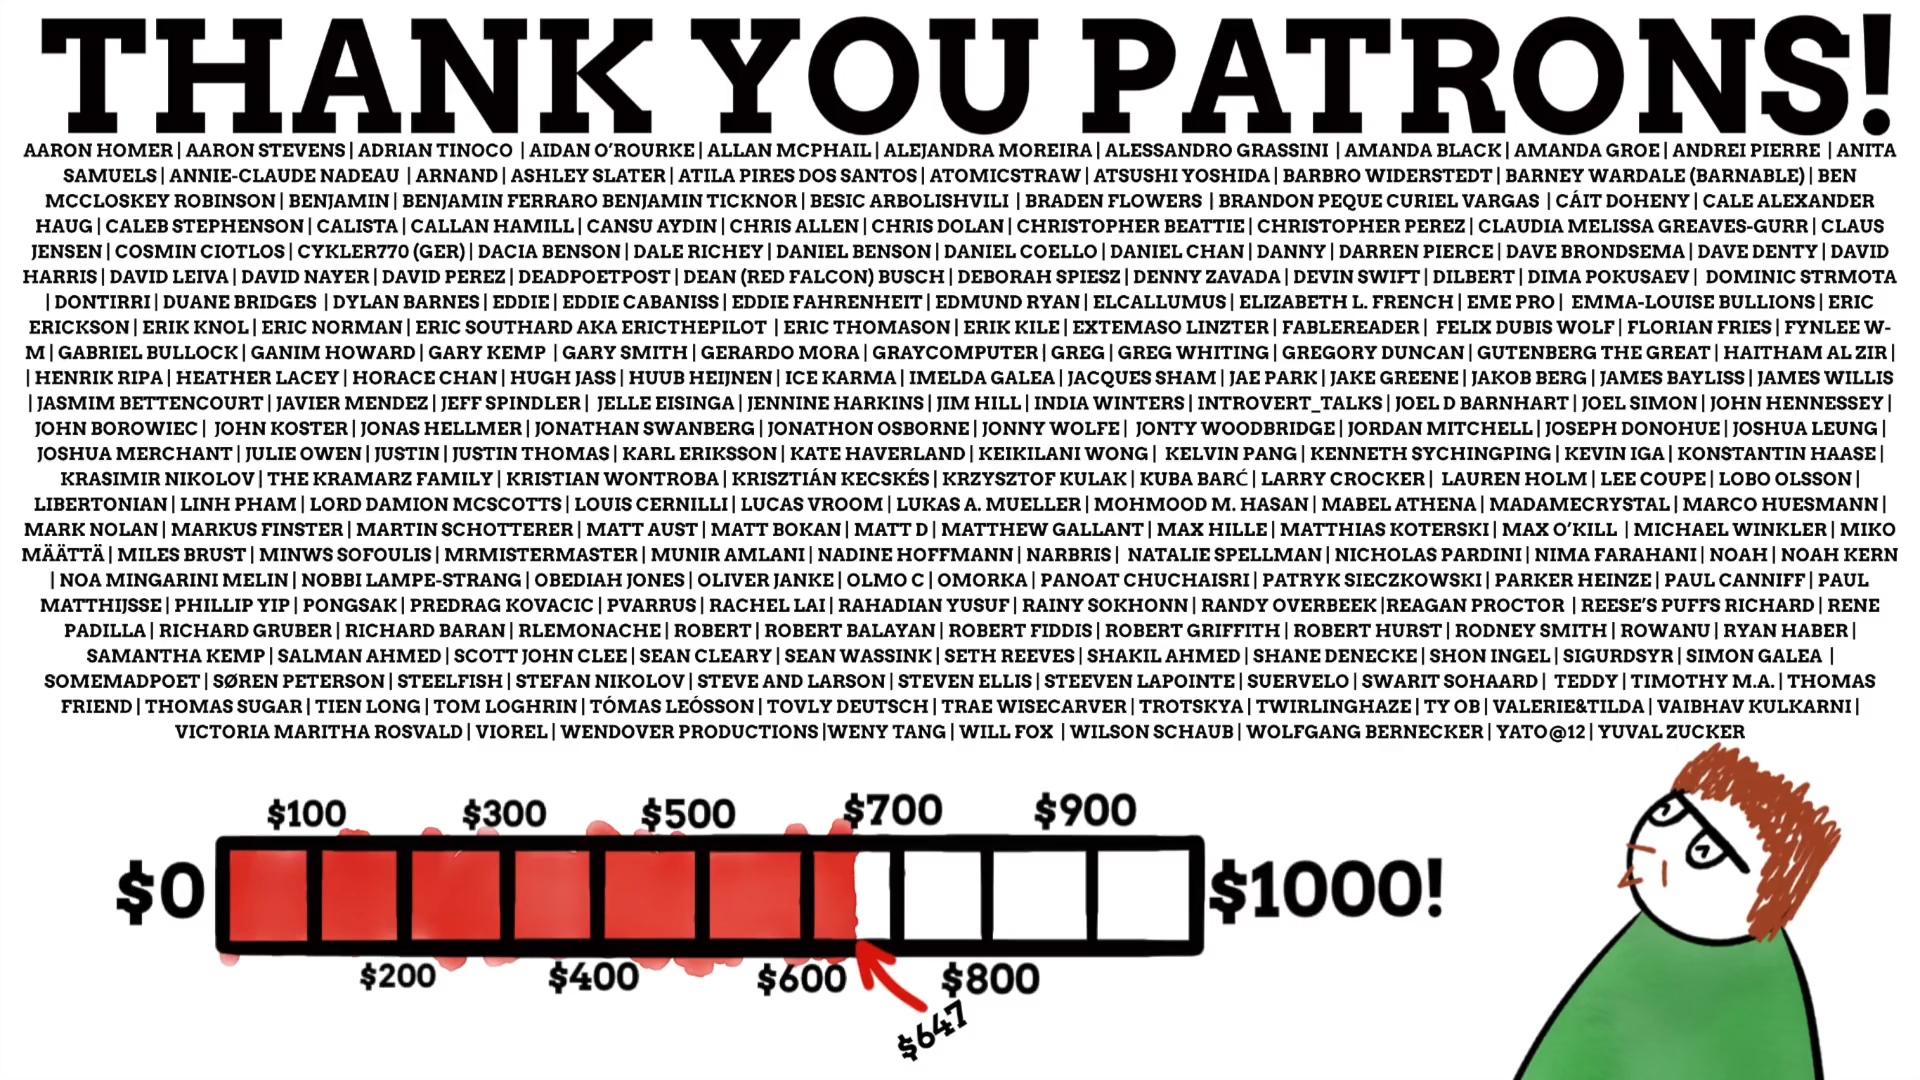 THANK YOU PATRONS!
AARON HOMER | AARON STEVENS | ADRIAN TINOCO | AIDAN O'ROURKE | ALLAN MCPHAIL | ALEJANDRA MOREIRA | ALESSANDRO GRASSINI | AMANDA BLACK | AMANDA GROE | ANDREI PIERRE | ANITA
SAMUELS | ANNIE-CLAUDE NADEAU | ARNAND | ASHLEY SLATER | ATILA PIRES DOS SANTOS | ATOMICSTRAW | ATSUSHI YOSHIDA | BARBRO WIDERSTEDT | BARNEY WARDALE (BARNABLE) | BEN
MCCLOSKEY ROBINSON | BENJAMIN | BENJAMIN FERRARO BENJAMIN TICKNOR | BESIC ARBOLISHVILI | BRADEN FLOWERS | BRANDON PEQUE CURIEL VARGAS | CÁIT DOHENY | CALE ALEXANDER
HAUG | CALEB STEPHENSON | CALISTA | CALLAN HAMILL | CANSU AYDIN | CHRIS ALLEN | CHRIS DOLAN | CHRISTOPHER BEATTIE | CHRISTOPHER PEREZ | CLAUDIA MELISSA GREAVES-GURR | CLAUS
JENSEN | COSMIN CIOTLOS | CYKLER770 (GER) | DACIA BENSON | DALE RICHEY | DANIEL BENSON | DANIEL COELLO | DANIEL CHAN | DANNY | DARREN PIERCE | DAVE BRONDSEMA | DAVE DENTY | DAVID
HARRIS | DAVID LEIVA | DAVID NAYER | DAVID PEREZ | DEADPOETPOST | DEAN (RED FALCON) BUSCH | DEBORAH SPIESZ | DENNY ZAVADA | DEVIN SWIFT | DILBERT | DIMA POKUSAEV | DOMINIC STRMOTA
| DONTIRRI | DUANE BRIDGES | DYLAN BARNES | EDDIE | EDDIE CABANISS | EDDIE FAHRENHEIT | EDMUND RYAN | ELCALLUMUS | ELIZABETH L. FRENCH | EME PRO | EMMA-LOUISE BULLIONS | ERIC
ERICKSON | ERIK KNOL | ERIC NORMAN | ERIC SOUTHARD AKA ERICTHEPILOT | ERIC THOMASON | ERIK KILE | EXTEMASO LINZTER | FABLEREADER | FELIX DUBIS WOLF | FLORIAN FRIES | FYNLEE W-
M | GABRIEL BULLOCK | GANIM HOWARD | GARY KEMP | GARY SMITH | GERARDO MORA | GRAYCOMPUTER | GREG | GREG WHITING | GREGORY DUNCAN | GUTENBERG THE GREAT | HAITHAM AL ZIR |
| HENRIK RIPA | HEATHER LACEY | HORACE CHAN | HUGH JASS | HUUB HEIJNEN | ICE KARMA | IMELDA GALEA | JACQUES SHAM | JAE PARK | JAKE GREENE | JAKOB BERG | JAMES BAYLISS | JAMES WILLIS
| JASMIM BETTENCOURT | JAVIER MENDEZ | JEFF SPINDLER | JELLE EISINGA | JENNINE HARKINS | JIM HILL | INDIA WINTERS | INTROVERT_TALKS | JOEL D BARNHART | JOEL SIMON | JOHN HENNESSEY |
JOHN BOROWIEC | JOHN KOSTER | JONAS HELLMER | JONATHAN SWANBERG | JONATHON OSBORNE | JONNY WOLFE | JONTY WOODBRIDGE | JORDAN MITCHELL | JOSEPH DONOHUE | JOSHUA LEUNG |
JOSHUA MERCHANT | JULIE OWEN | JUSTIN | JUSTIN THOMAS | KARL ERIKSSON | KATE HAVERLAND | KEIKILANI WONG | KELVIN PANG | KENNETH SYCHINGPING | KEVIN IGA | KONSTANTIN HAASE |
KRASIMIR NIKOLOV | THE KRAMARZ FAMILY | KRISTIAN WONTROBA | KRISZTIÁN KECSKÉS | KRZYSZTOF KULAK | KUBA BARĆ | LARRY CROCKER | LAUREN HOLM | LEE COUPE | LOBO OLSSON |
LIBERTONIAN | LINH PHAM | LORD DAMION MCSCOTTS | LOUIS CERNILLI | LUCAS VROOM | LUKAS A. MUELLER | MOHMOOD M. HASAN | MABEL ATHENA | MADAMECRYSTAL | MARCO HUESMANN |
MARK NOLAN | MARKUS FINSTER | MARTIN SCHOTTERER | MATT AUST | MATT BOKAN | MATT D | MATTHEW GALLANT | MAX HILLE | MATTHIAS KOTERSKI | MAX O'KILL | MICHAEL WINKLER | MIKO
MÄÄTTÄ | MILES BRUST | MINWS SOFOULIS | MRMISTERMASTER | MUNIR AMLANI | NADINE HOFFMANN | NARBRIS | NATALIE SPELLMAN | NICHOLAS PARDINI | NIMA FARAHANI | NOAH | NOAH KERN
| NOA MINGARINI MELIN | NOBBI LAMPE-STRANG | OBEDIAH JONES | OLIVER JANKE | OLMO C | OMORKA | PANOAT CHUCHAISRI | PATRYK SIECZKOWSKI | PARKER HEINZE | PAUL CANNIFF | PAUL
MATTHIJSSE | PHILLIP YIP | PONGSAK | PREDRAG KOVACIC | PVARRUS | RACHEL LAI | RAHADIAN YUSUF | RAINY SOKHONN | RANDY OVERBEEK |REAGAN PROCTOR | REESE'S PUFFS RICHARD | RENE
PADILLA | RICHARD GRUBER | RICHARD BARAN | RLEMONACHE | ROBERT | ROBERT BALAYAN | ROBERT FIDDIS | ROBERT GRIFFITH | ROBERT HURST | RODNEY SMITH | ROWANU | RYAN HABER |
SAMANTHA KEMP | SALMAN AHMED | SCOTT JOHN CLEE | SEAN CLEARY | SEAN WASSINK | SETH REEVES | SHAKIL AHMED | SHANE DENECKE | SHON INGEL | SIGURDSYR | SIMON GALEA |
SOMEMADPOET | SØREN PETERSON | STEELFISH | STEFAN NIKOLOV | STEVE AND LARSON | STEVEN ELLIS | STEEVEN LAPOINTE | SUERVELO | SWARIT SOHAARD | TEDDY | TIMOTHY M.A. | THOMAS
FRIEND | THOMAS SUGAR | TIEN LONG | TOM LOGHRIN | TÓMAS LEÓSSON | TOVLY DEUTSCH | TRAE WISECARVER | TROTSKYA | TWIRLINGHAZE | TY OB | VALERIE&TILDA | VAIBHAV KULKARNI |
VICTORIA MARITHA ROSVALD | VIOREL | WENDOVER PRODUCTIONS |WENY TANG | WILL FOX | WILSON SCHAUB | WOLFGANG BERNECKER | YATO@12 | YUVAL ZUCKER
$100 $300 $500 $700 $900
$0 $1000!
$200 $400 $600 $800
$647